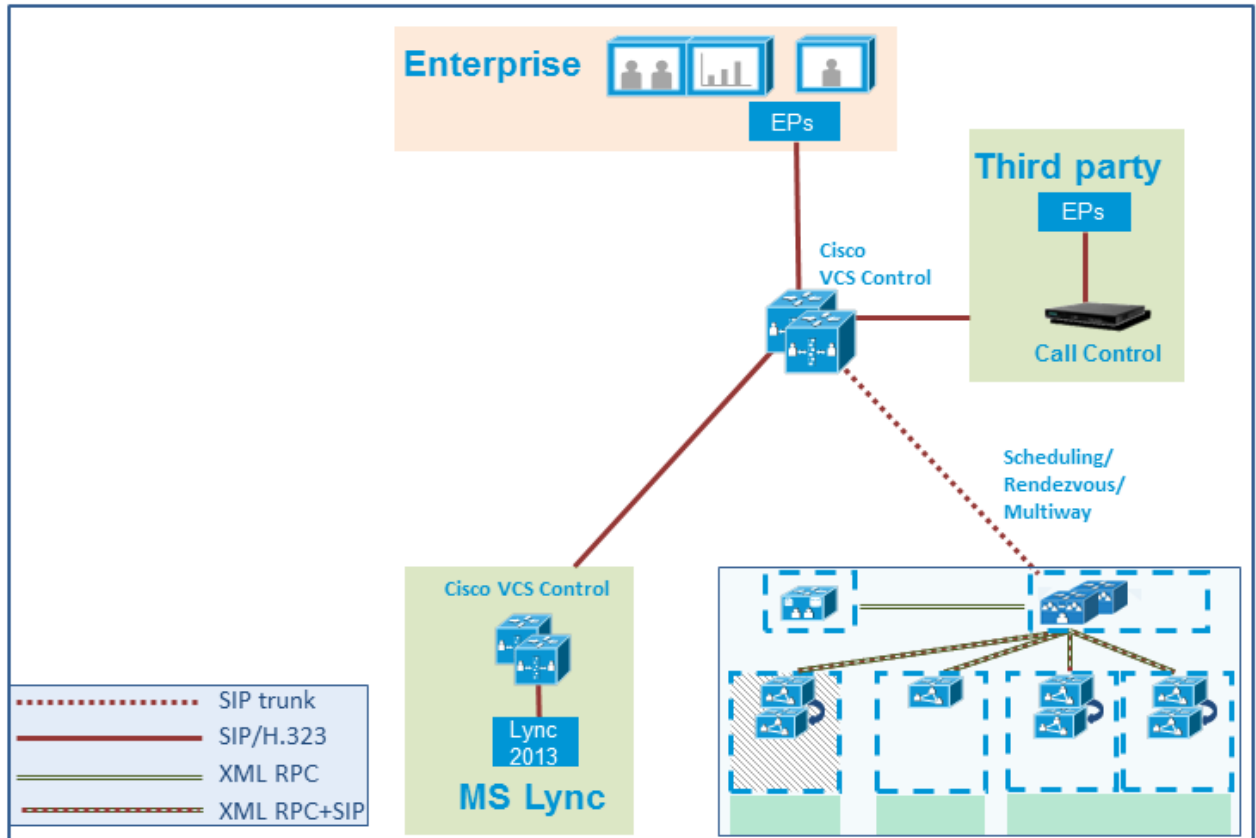 Enterprise
EPs
Third party
EPs
Cisco
VCS Control
Call Control
Scheduling/
Rendezvous/
Multiway
Cisco VCS Control
Lync
2013
MS Lync
SIP trunk
SIP/H.323
XML RPC
XML RPC+SIP